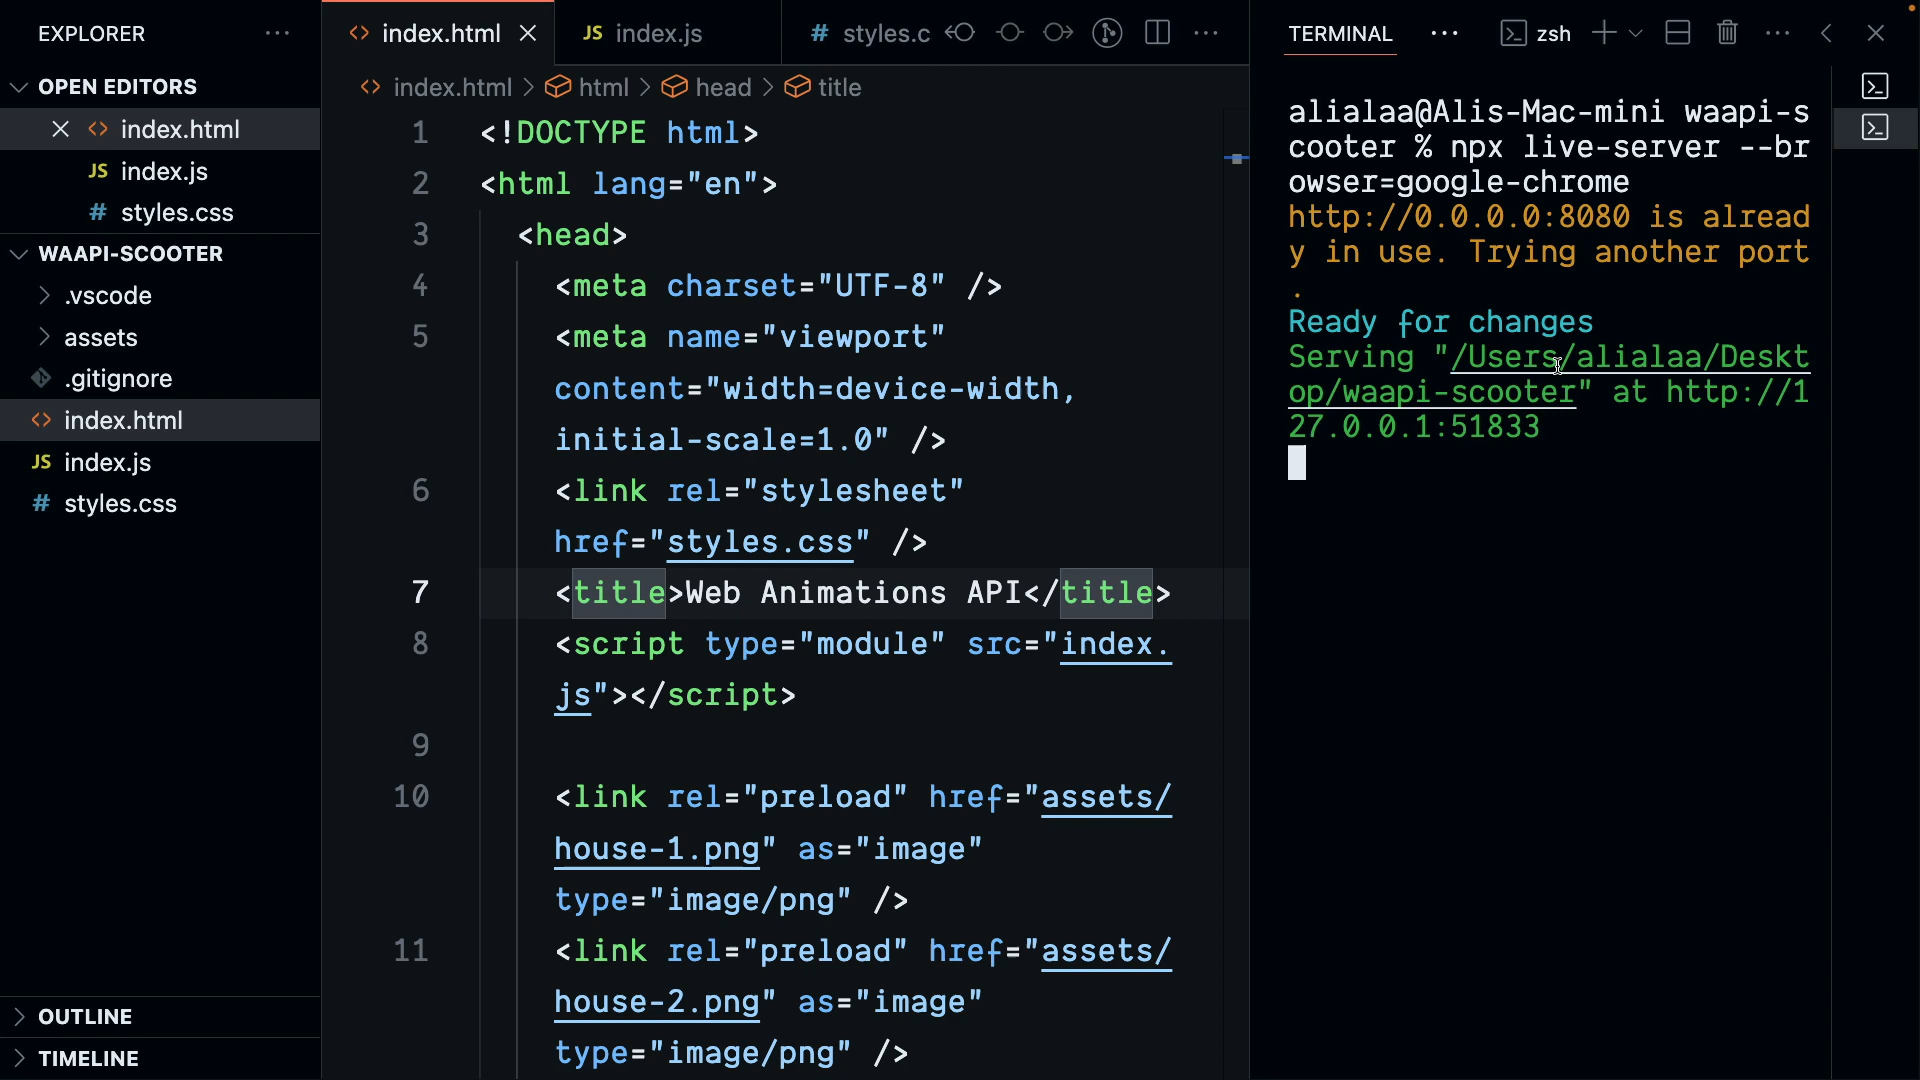 EXPLORER
OPEN EDITORS
index.html
JS index.js
# styles.css
WAAPI-SCOOTER
.vscode
assets
.gitignore
<> index.html
JS index.js
# styles.css
OUTLINE
TIMELINE
<> index.html
JS index.js
# styles.c
<> index.html > html > head > title
1 <!DOCTYPE html>
2 <html lang="en">
3 <head>
4 <meta charset="UTF-8" />
5 <meta name="viewport"
content="width=device-width,
initial-scale=1.0" />
6 <link rel="stylesheet"
href="styles.css" />
7 <title>Web Animations API</title>
8 <script type="module" src="index.
js"></script>
9
10 <link rel="preload" href="assets/
house-1.png" as="image"
type="image/png" />
11 <link rel="preload" href="assets/
house-2.png" as="image"
type="image/png" />
TERMINAL
zsh
alialaa@Alis-Mac-mini waapi-s
cooter % npx live-server --br
owser=google-chrome
http://0.0.0.0:8080 is alread
y in use. Trying another port
.
Ready for changes
Serving "/Users/alialaa/Deskt
op/waapi-scooter" at http://1
27.0.0.1:51833